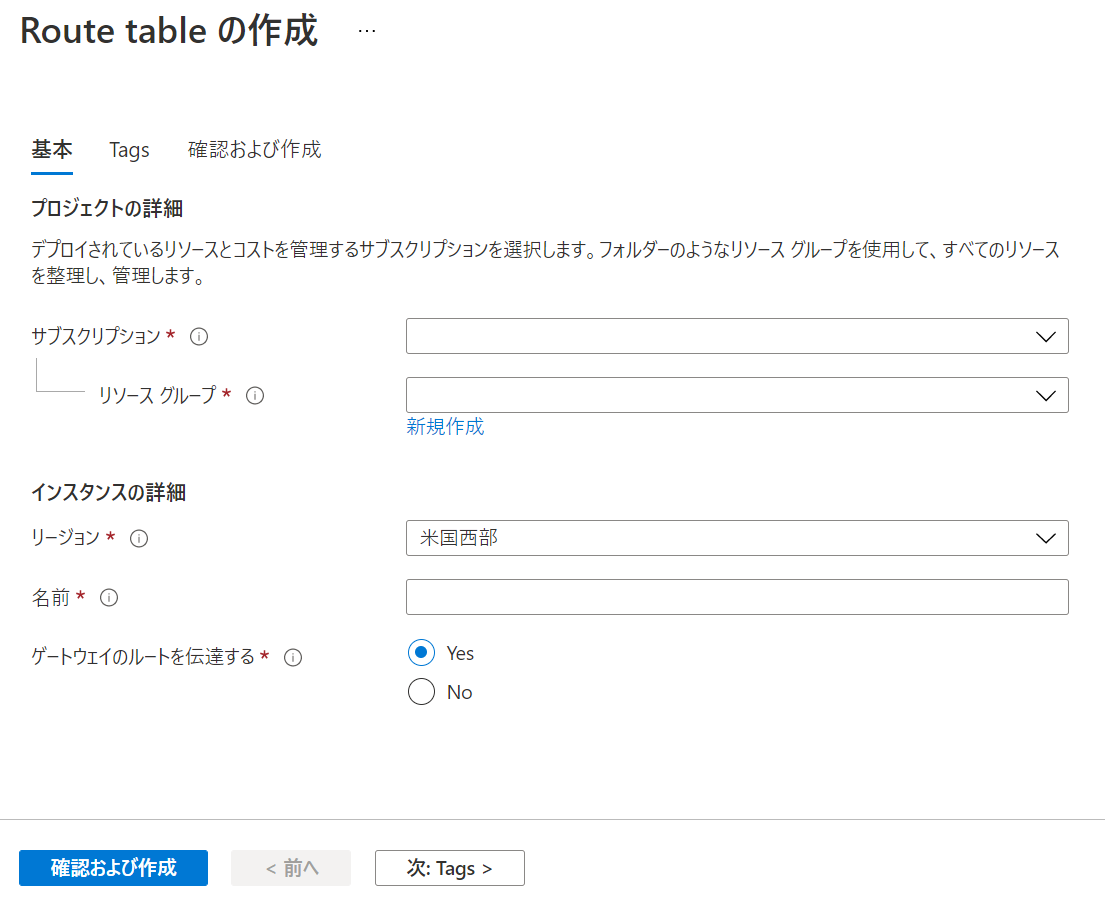 Route table の作成 …
基本 Tags 確認および作成
プロジェクトの詳細
デプロイされているリソースとコストを管理するサブスクリプションを選択します。フォルダーのようなリソース グループを使用して、すべてのリソース
を整理し、管理します。
サブスクリプション *
リソース グループ *
新規作成
インスタンスの詳細
リージョン * 米国西部
名前 *
ゲートウェイのルートを伝達する * Yes
No
確認および作成 < 前へ 次: Tags >